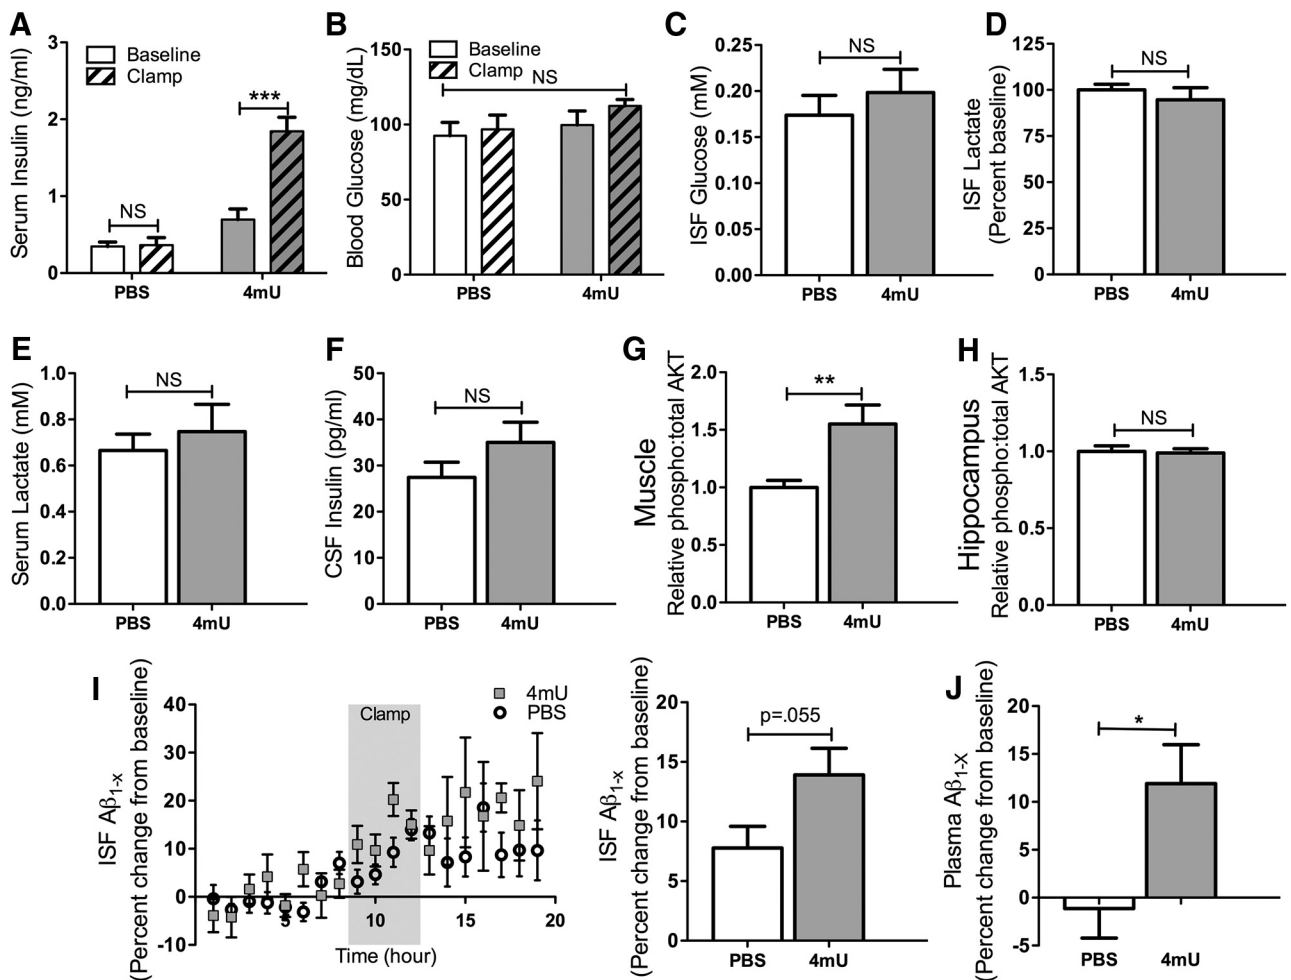 A
Serum Insulin (ng/ml)
3
2
1
0
Baseline
Clamp
NS
***
PBS
4mU
B
Blood Glucose (mg/dL)
150
100
50
0
Baseline
Clamp
NS
PBS
4mU
C
ISF Glucose (mM)
0.25
0.20
0.15
0.10
0.05
0.00
NS
PBS
4mU
D
ISF Lactate
(Percent baseline)
125
100
75
50
25
0
NS
PBS
4mU
E
Serum Lactate (mM)
1.0
0.8
0.6
0.4
0.2
0.0
NS
PBS
4mU
F
CSF Insulin (pg/ml)
50
40
30
20
10
0
NS
PBS
4mU
G
Muscle
Relative phospho:total AKT
2.0
1.5
1.0
0.5
0.0
**
PBS
4mU
H
Hippocampus
Relative phospho:total AKT
1.5
1.0
0.5
0.0
NS
PBS
4mU
I
ISF Aβ1-x
(Percent change from baseline)
40
30
20
10
0
-10
Clamp
4mU
PBS
5
10
15
20
Time (hour)
ISF Aβ1-x
(Percent change from baseline)
20
15
10
5
0
p=.055
PBS
4mU
J
Plasma Aβ1-x
(Percent change from baseline)
20
15
10
5
0
-5
*
PBS
4mU